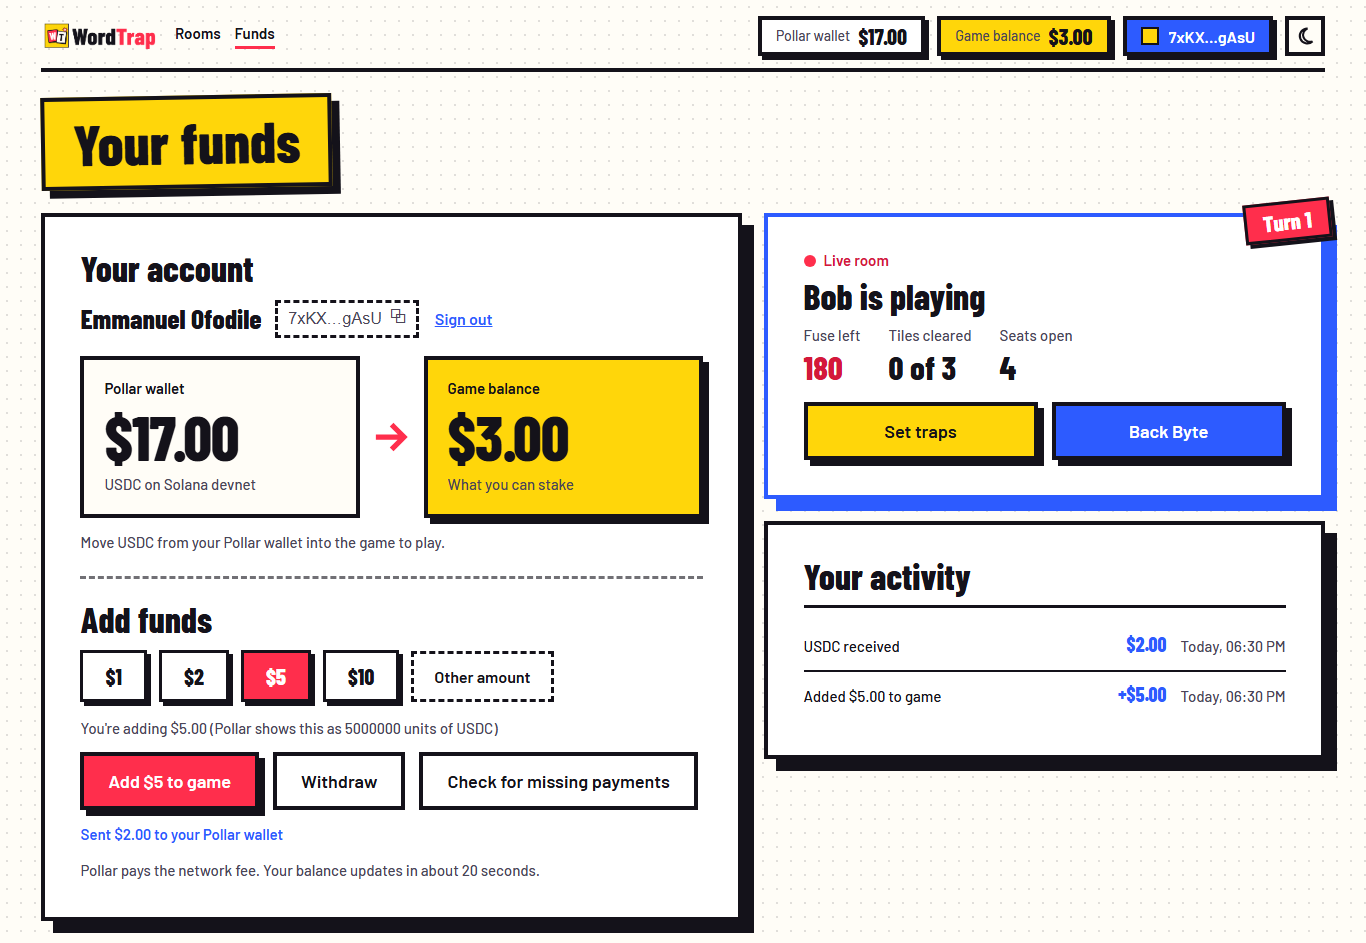 WordTrap
Rooms
Funds
Pollar wallet $17.00
Game balance $3.00
7xKX...gAsU
Your funds
Your account
Emmanuel Ofodile
7xKX...gAsU
Sign out
Pollar wallet
$17.00
USDC on Solana devnet
Game balance
$3.00
What you can stake
Move USDC from your Pollar wallet into the game to play.
Add funds
$1
$2
$5
$10
Other amount
You're adding $5.00 (Pollar shows this as 5000000 units of USDC)
Add $5 to game
Withdraw
Check for missing payments
Sent $2.00 to your Pollar wallet
Pollar pays the network fee. Your balance updates in about 20 seconds.
Turn 1
Live room
Bob is playing
Fuse left
180
Tiles cleared
0 of 3
Seats open
4
Set traps
Back Byte
Your activity
USDC received $2.00 Today, 06:30 PM
Added $5.00 to game +$5.00 Today, 06:30 PM